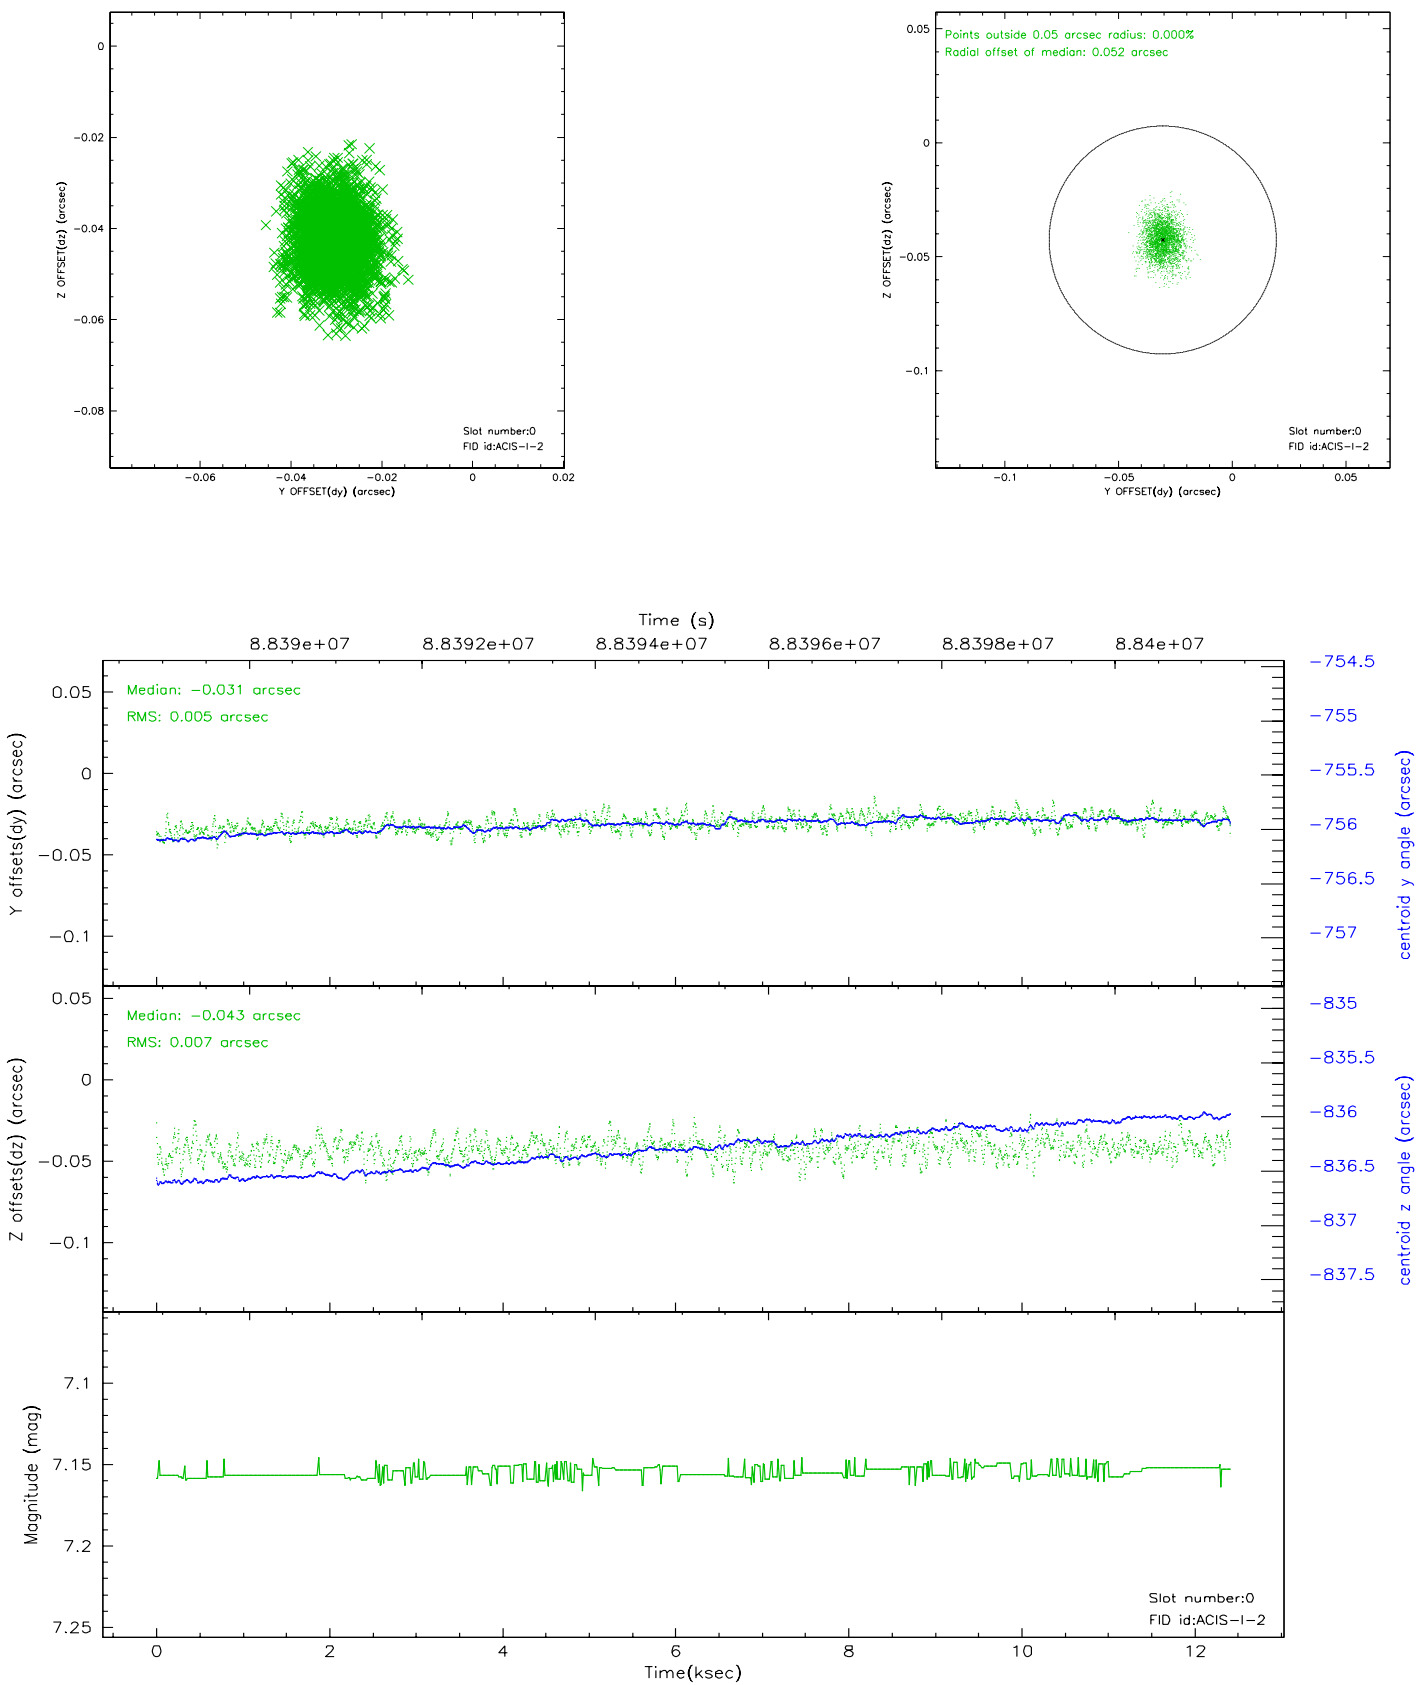 0
−0.02
−0.04
−0.06
−0.08
Z OFFSET(dz) (arcsec)
Slot number:0
FID id:ACIS−I−2
−0.06 −0.04 −0.02 0 0.02
Y OFFSET(dy) (arcsec)
Points outside 0.05 arcsec radius: 0.000%
Radial offset of median: 0.052 arcsec
0.05
0
−0.05
−0.1
Z OFFSET(dz) (arcsec)
Slot number:0
FID id:ACIS−I−2
−0.1 −0.05 0 0.05
Y OFFSET(dy) (arcsec)
Time (s)
8.839e+07 8.8392e+07 8.8394e+07 8.8396e+07 8.8398e+07 8.84e+07
Median: −0.031 arcsec
RMS: 0.005 arcsec
0.05
0
−0.05
−0.1
Y offsets(dy) (arcsec)
−754.5
−755
−755.5
−756
−756.5
−757
centroid y angle (arcsec)
Median: −0.043 arcsec
RMS: 0.007 arcsec
0.05
0
−0.05
−0.1
Z offsets(dz) (arcsec)
−835
−835.5
−836
−836.5
−837
−837.5
centroid z angle (arcsec)
7.1
7.15
7.2
7.25
Magnitude (mag)
Slot number:0
FID id:ACIS−I−2
0 2 4 6 8 10 12
Time(ksec)